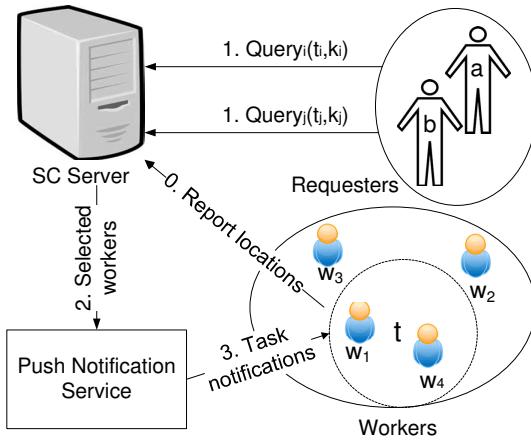 1. Queryᵢ(tᵢ,kᵢ)
a
1. Queryⱼ(tⱼ,kⱼ)
b
SC Server
Requesters
0. Report locations
2. Selected
workers
w₃
w₂
3. Task
notifications
w₁
t
w₄
Push Notification
Service
Workers